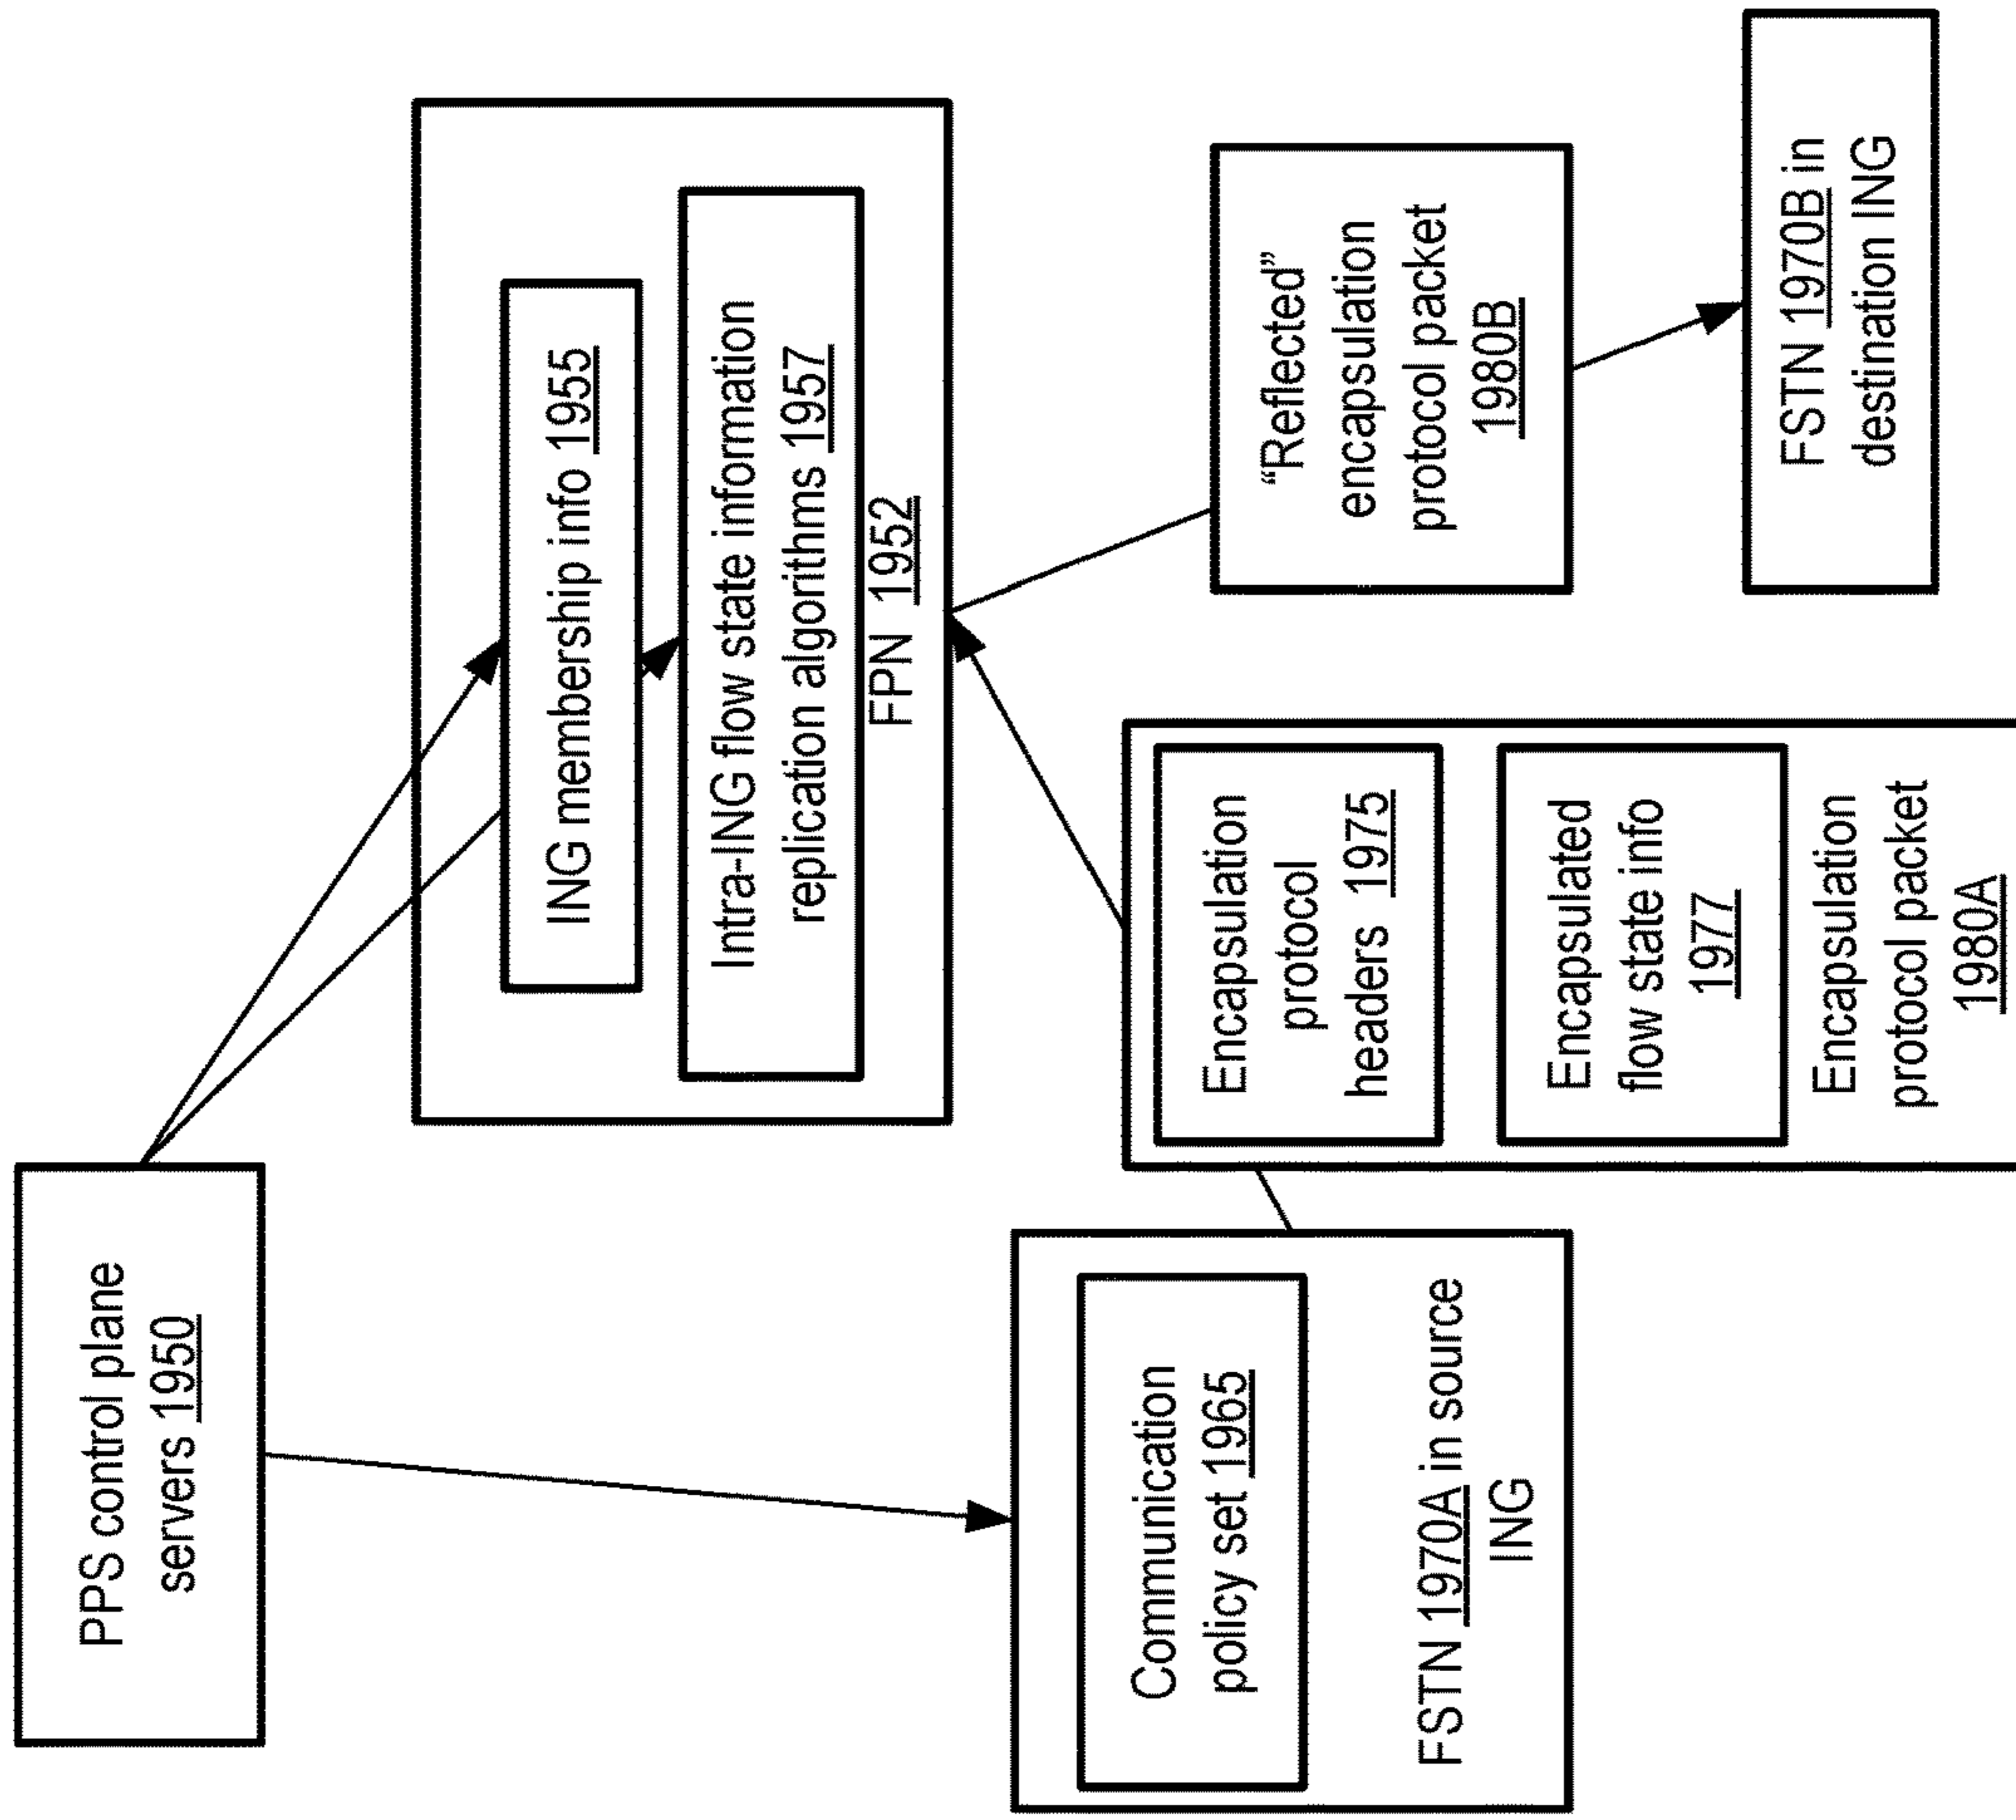 PPS control plane
servers 1950
ING membership info 1955
Intra-ING flow state information
replication algorithms 1957
FPN 1952
Communication
policy set 1965
FSTN 1970A in source
ING
Encapsulation
protocol
headers 1975
Encapsulated
flow state info
1977
Encapsulation
protocol packet
1980A
“Reflected”
encapsulation
protocol packet
1980B
FSTN 1970B in
destination ING